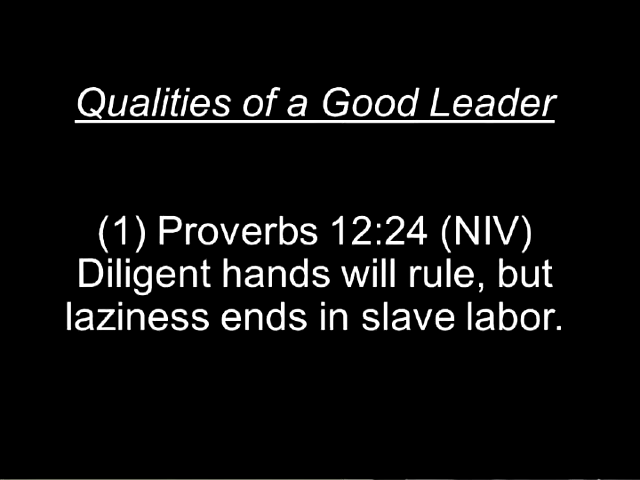 Qualities of a Good Leader
(1) Proverbs 12:24 (NIV)
Diligent hands will rule, but
laziness ends in slave labor.